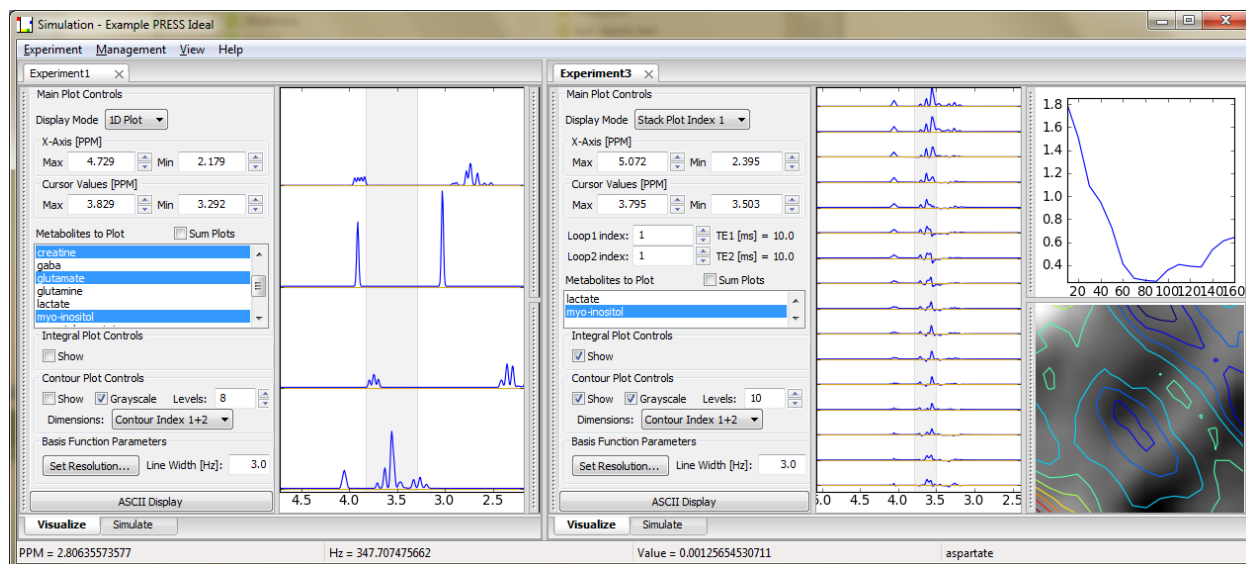 Simulation - Example PRESS Ideal
Experiment Management View Help
Experiment1
Main Plot Controls
Display Mode 1D Plot
X-Axis [PPM]
Max 4.729 Min 2.179
Cursor Values [PPM]
Max 3.829 Min 3.292
Metabolites to Plot Sum Plots
creatine
gaba
glutamate
glutamine
lactate
myo-inositol
Integral Plot Controls
Show
Contour Plot Controls
Show Grayscale Levels: 8
Dimensions: Contour Index 1+2
Basis Function Parameters
Set Resolution... Line Width [Hz]: 3.0
ASCII Display
Visualize Simulate
4.5 4.0 3.5 3.0 2.5
Experiment3
Main Plot Controls
Display Mode Stack Plot Index 1
X-Axis [PPM]
Max 5.072 Min 2.395
Cursor Values [PPM]
Max 3.795 Min 3.503
Loop1 index: 1 TE1 [ms] = 10.0
Loop2 index: 1 TE2 [ms] = 10.0
Metabolites to Plot Sum Plots
lactate
myo-inositol
Integral Plot Controls
Show
Contour Plot Controls
Show Grayscale Levels: 10
Dimensions: Contour Index 1+2
Basis Function Parameters
Set Resolution... Line Width [Hz]: 3.0
ASCII Display
Visualize Simulate
5.0 4.5 4.0 3.5 3.0 2.5
1.8
1.6
1.4
1.2
1.0
0.8
0.6
0.4
20 40 60 80 100 120 140 160
PPM = 2.80635573577 Hz = 347.707475662 Value = 0.00125654530711 aspartate